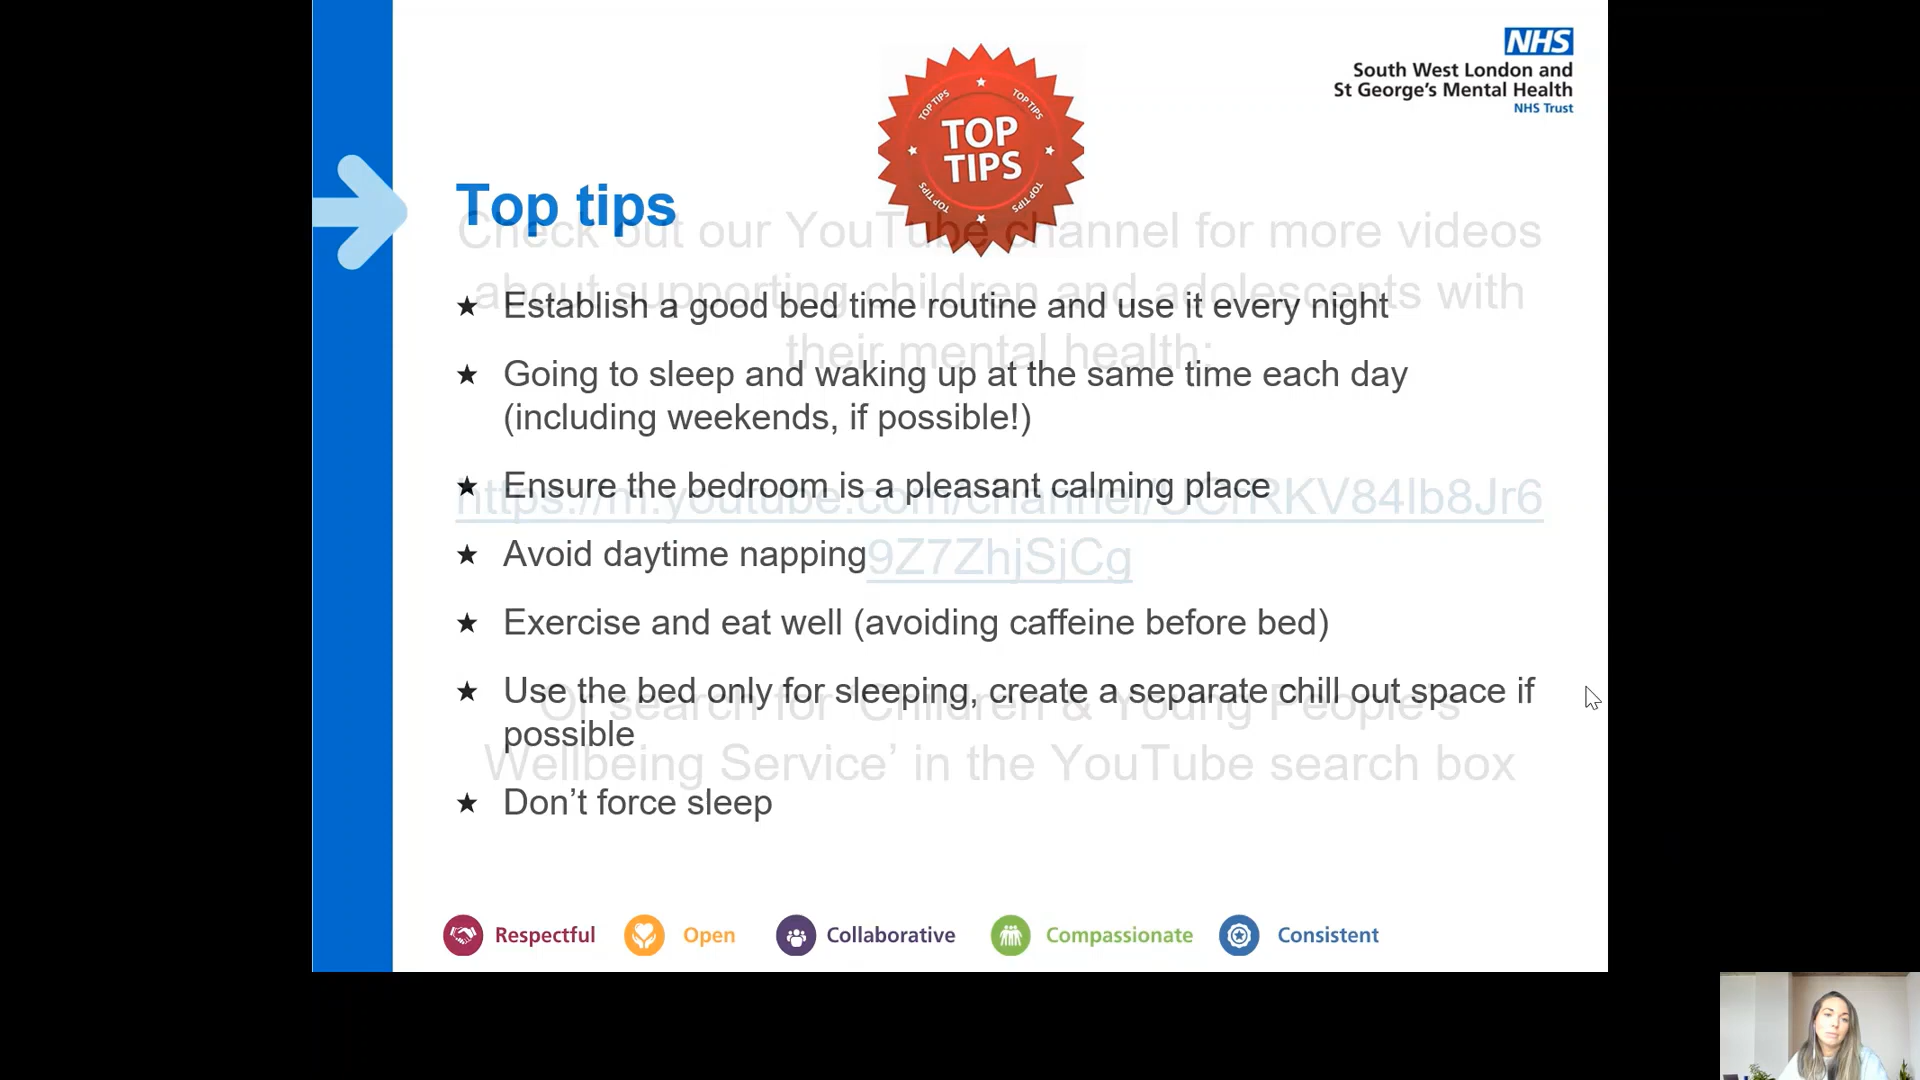 NHS
South West London and
St George's Mental Health
NHS Trust
TOP TIPS
TOP TIPS
TOP
TIPS
TOP TIPS
TOP TIPS
Top tips
Check out our YouTube channel for more videos
about supporting children and adolescents with
their mental health:
★ Establish a good bed time routine and use it every night
★ Going to sleep and waking up at the same time each day
(including weekends, if possible!)
★ Ensure the bedroom is a pleasant calming place
★ Avoid daytime napping
9Z7ZhjSjCg
★ Exercise and eat well (avoiding caffeine before bed)
★ Use the bed only for sleeping, create a separate chill out space if
possible
Or search for 'Children & Young People's
Wellbeing Service' in the YouTube search box
★ Don't force sleep
Respectful
Open
Collaborative
Compassionate
Consistent